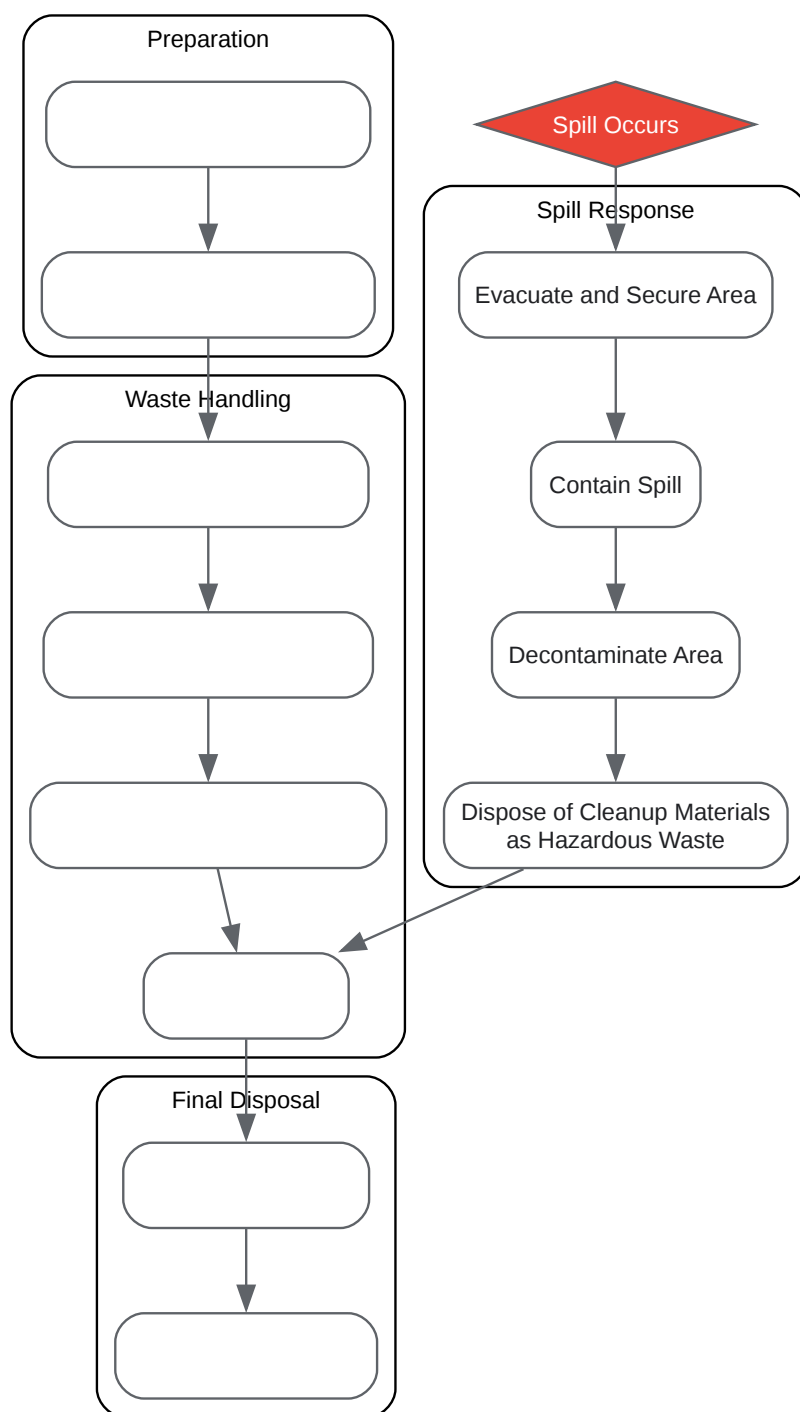 Preparation
Spill Occurs
Spill Response
Evacuate and Secure Area
Waste Handling
Contain Spill
Decontaminate Area
Dispose of Cleanup Materials
as Hazardous Waste
Final Disposal